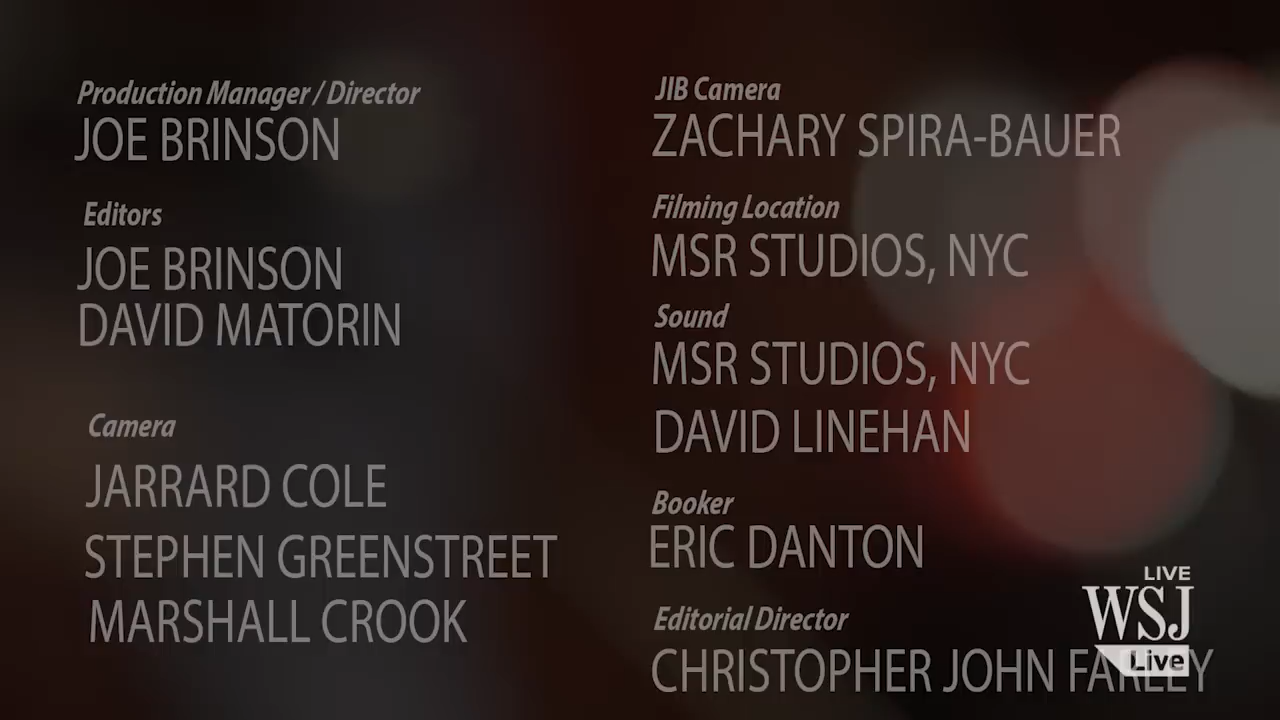 Production Manager / Director
JOE BRINSON
Editors
JOE BRINSON
DAVID MATORIN
Camera
JARRARD COLE
STEPHEN GREENSTREET
MARSHALL CROOK
JIB Camera
ZACHARY SPIRA-BAUER
Filming Location
MSR STUDIOS, NYC
Sound
MSR STUDIOS, NYC
DAVID LINEHAN
Booker
ERIC DANTON
Editorial Director
CHRISTOPHER JOHN FARLEY
LIVE
WSJ
Live